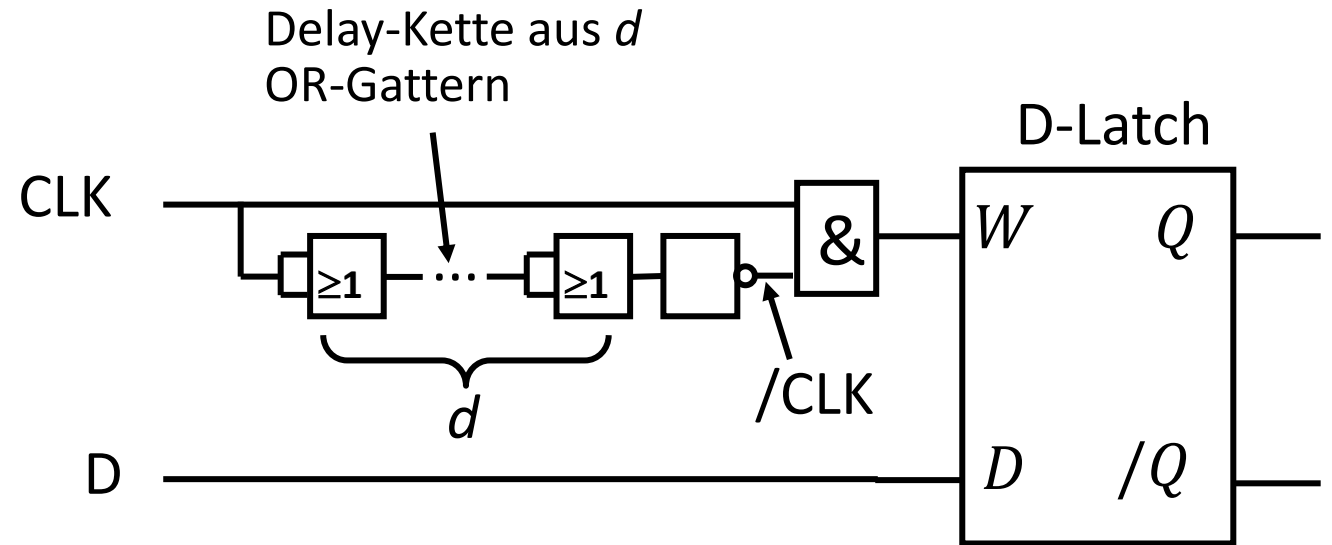 Delay-Kette aus d
OR-Gattern
D-Latch
CLK
&
W
Q
≥1
...
≥1
/CLK
d
D
D
/Q